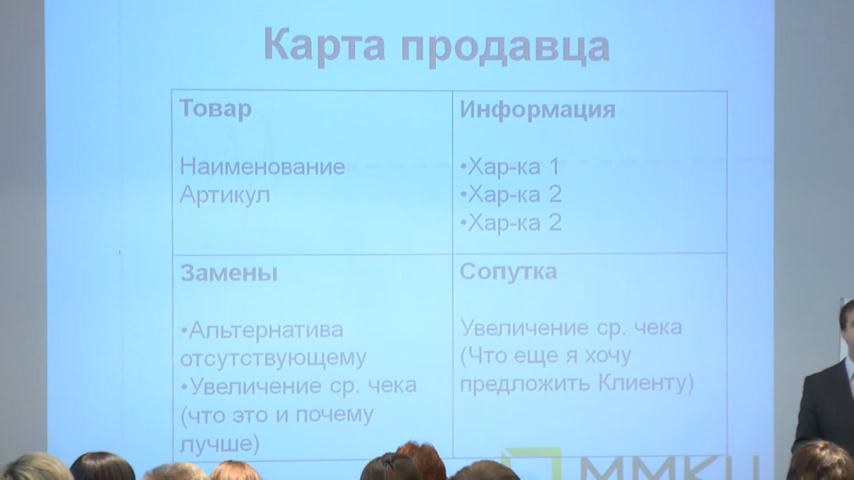 Карта продавца
Товар
Наименование
Артикул
Информация
•Хар-ка 1
•Хар-ка 2
•Хар-ка 2
Замены
•Альтернатива
отсутствующему
•Увеличение ср. чека
(что это и почему
лучше)
Сопутка
Увеличение ср. чека
(Что еще я хочу
предложить Клиенту)